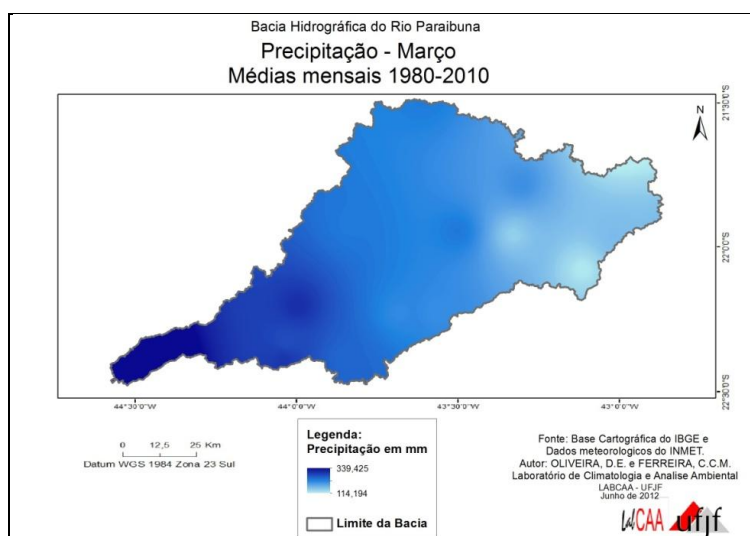 Bacia Hidrográfica do Rio Paraibuna
Precipitação - Março
Médias mensais 1980-2010
N
21°30'0"S
22°0'0"S
22°30'0"S
44°30'0"W
44°0'0"W
43°30'0"W
43°0'0"W
0 12,5 25 Km
Datum WGS 1984 Zona 23 Sul
Legenda:
Precipitação em mm
339,425
114,194
Limite da Bacia
Fonte: Base Cartográfica do IBGE e
Dados meteorologicos do INMET.
Autor: OLIVEIRA, D.E. e FERREIRA, C.C.M.
Laboratório de Climatologia e Analise Ambiental
LABCAA - UFJF
Junho de 2012
LabCAA ufjf